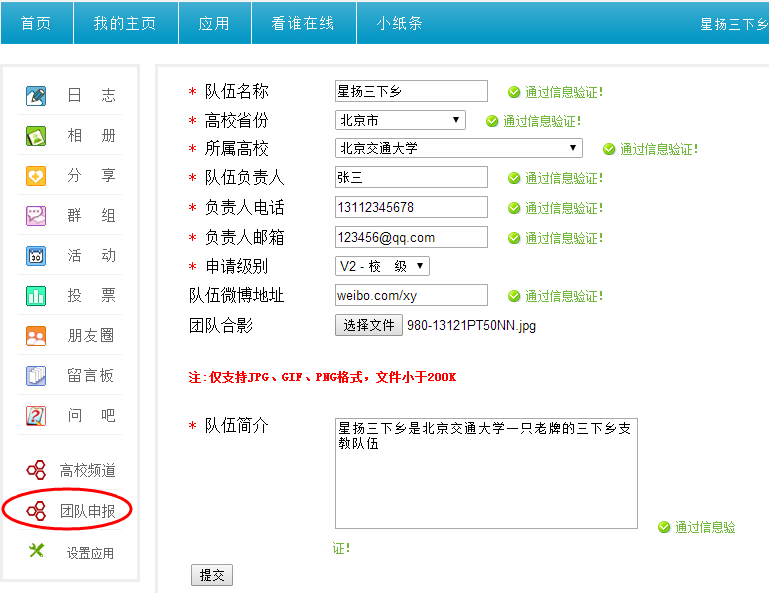 首页 我的主页 应用 看谁在线 小纸条 星扬三下乡
日 志
相 册
分 享
群 组
活 动
投 票
朋友圈
留言板
问 吧
高校频道
团队申报
设置应用
* 队伍名称 星扬三下乡 通过信息验证!
* 高校省份 北京市 通过信息验证!
* 所属高校 北京交通大学 通过信息验证!
* 队伍负责人 张三 通过信息验证!
* 负责人电话 13112345678 通过信息验证!
* 负责人邮箱 123456@qq.com 通过信息验证!
* 申请级别 V2 - 校 级
队伍微博地址 weibo.com/xy 通过信息验证!
团队合影 选择文件 980-13121PT50NN.jpg
注:仅支持JPG、GIF、PNG格式，文件小于200K
* 队伍简介 星扬三下乡是北京交通大学一只老牌的三下乡支
教队伍
通过信息验
证!
提交